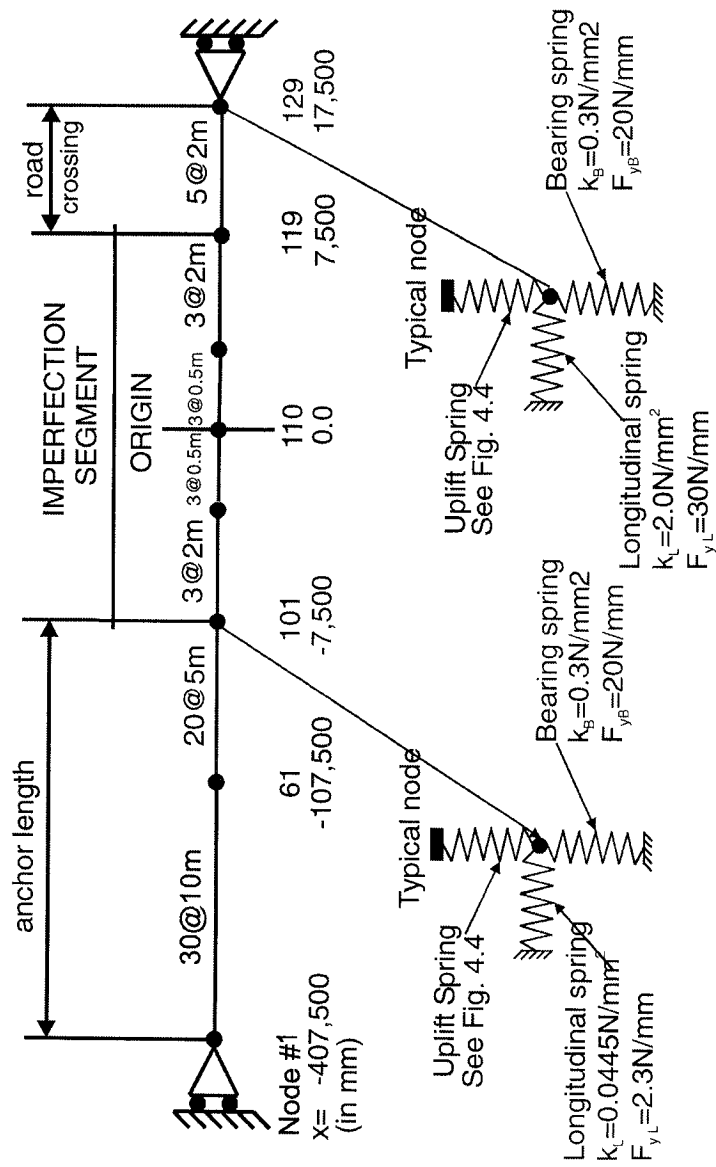 anchor length
IMPERFECTION
SEGMENT
ORIGIN
road
crossing
30@10m
20@5m
3@2m
3@0.5m
3@0.5m
3@2m
5@2m
Node #1
x= -407,500
(in mm)
61
-107,500
101
-7,500
110
0.0
119
7,500
129
17,500
Typical node
Uplift Spring
See Fig. 4.4
Bearing spring
k_B=0.3N/mm2
F_yB=20N/mm
Longitudinal spring
k_L=0.0445N/mm²
F_yL=2.3N/mm
Typical node
Uplift Spring
See Fig. 4.4
Bearing spring
k_B=0.3N/mm2
F_yB=20N/mm
Longitudinal spring
k_L=2.0N/mm²
F_yL=30N/mm